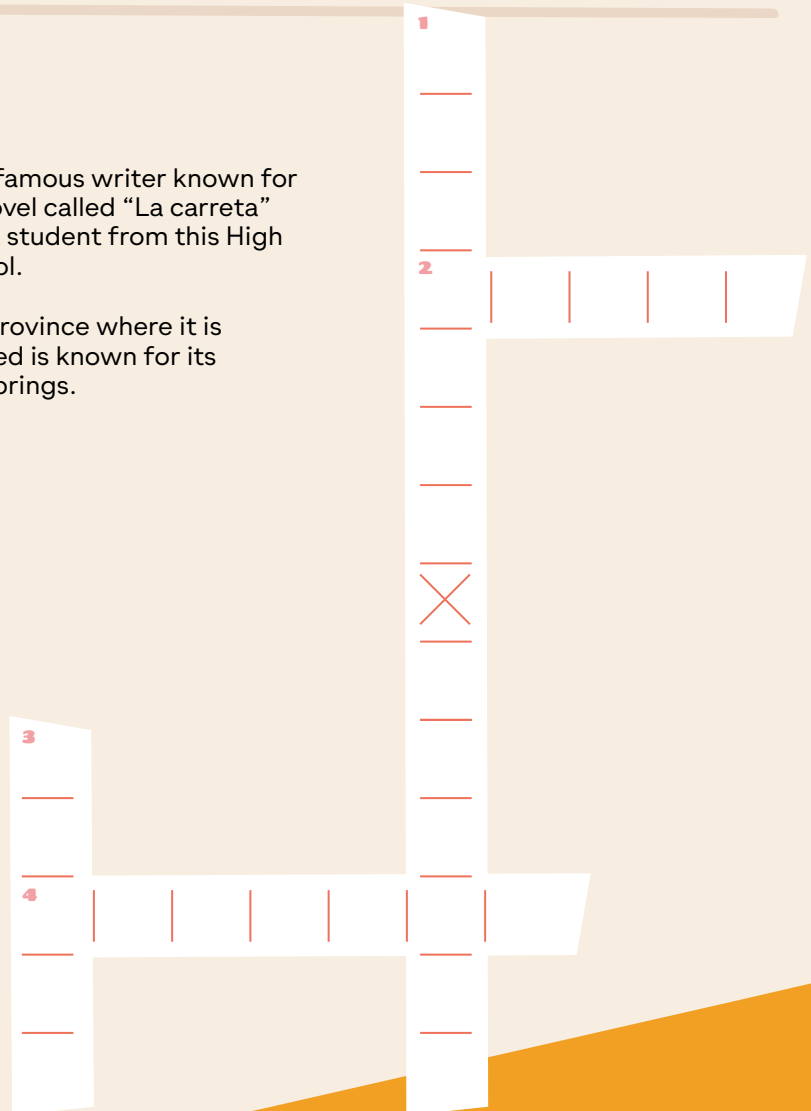 1
famous writer known for
ovel called “La carreta”
student from this High
ol.
2
rovince where it is
ed is known for its
prings.
3
4